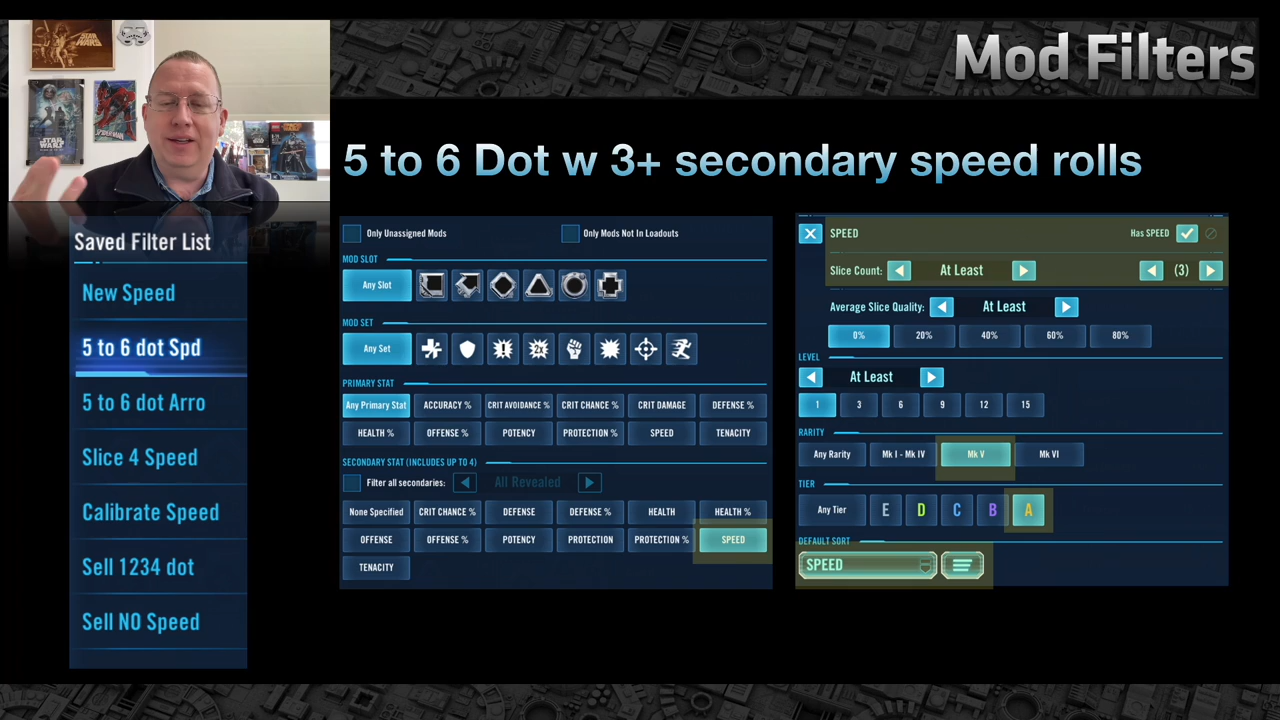 Mod Filters
STAR WARS
STAR WARS
SPIDER-MAN
5 to 6 Dot w 3+ secondary speed rolls
Saved Filter List
New Speed
5 to 6 dot Spd
5 to 6 dot Arro
Slice 4 Speed
Calibrate Speed
Sell 1234 dot
Sell NO Speed
Only Unassigned Mods
Only Mods Not In Loadouts
MOD SLOT
Any Slot
MOD SET
Any Set
PRIMARY STAT
Any Primary Stat ACCURACY % CRIT AVOIDANCE % CRIT CHANCE % CRIT DAMAGE DEFENSE %
HEALTH % OFFENSE % POTENCY PROTECTION % SPEED TENACITY
SECONDARY STAT (INCLUDES UP TO 4)
Filter all secondaries: All Revealed
None Specified CRIT CHANCE % DEFENSE DEFENSE % HEALTH HEALTH %
OFFENSE OFFENSE % POTENCY PROTECTION PROTECTION % SPEED
TENACITY
SPEED Has SPEED
Slice Count: At Least (3)
Average Slice Quality: At Least
0% 20% 40% 60% 80%
LEVEL
At Least
1 3 6 9 12 15
RARITY
Any Rarity Mk I - Mk IV Mk V Mk VI
TIER
Any Tier E D C B A
DEFAULT SORT
SPEED